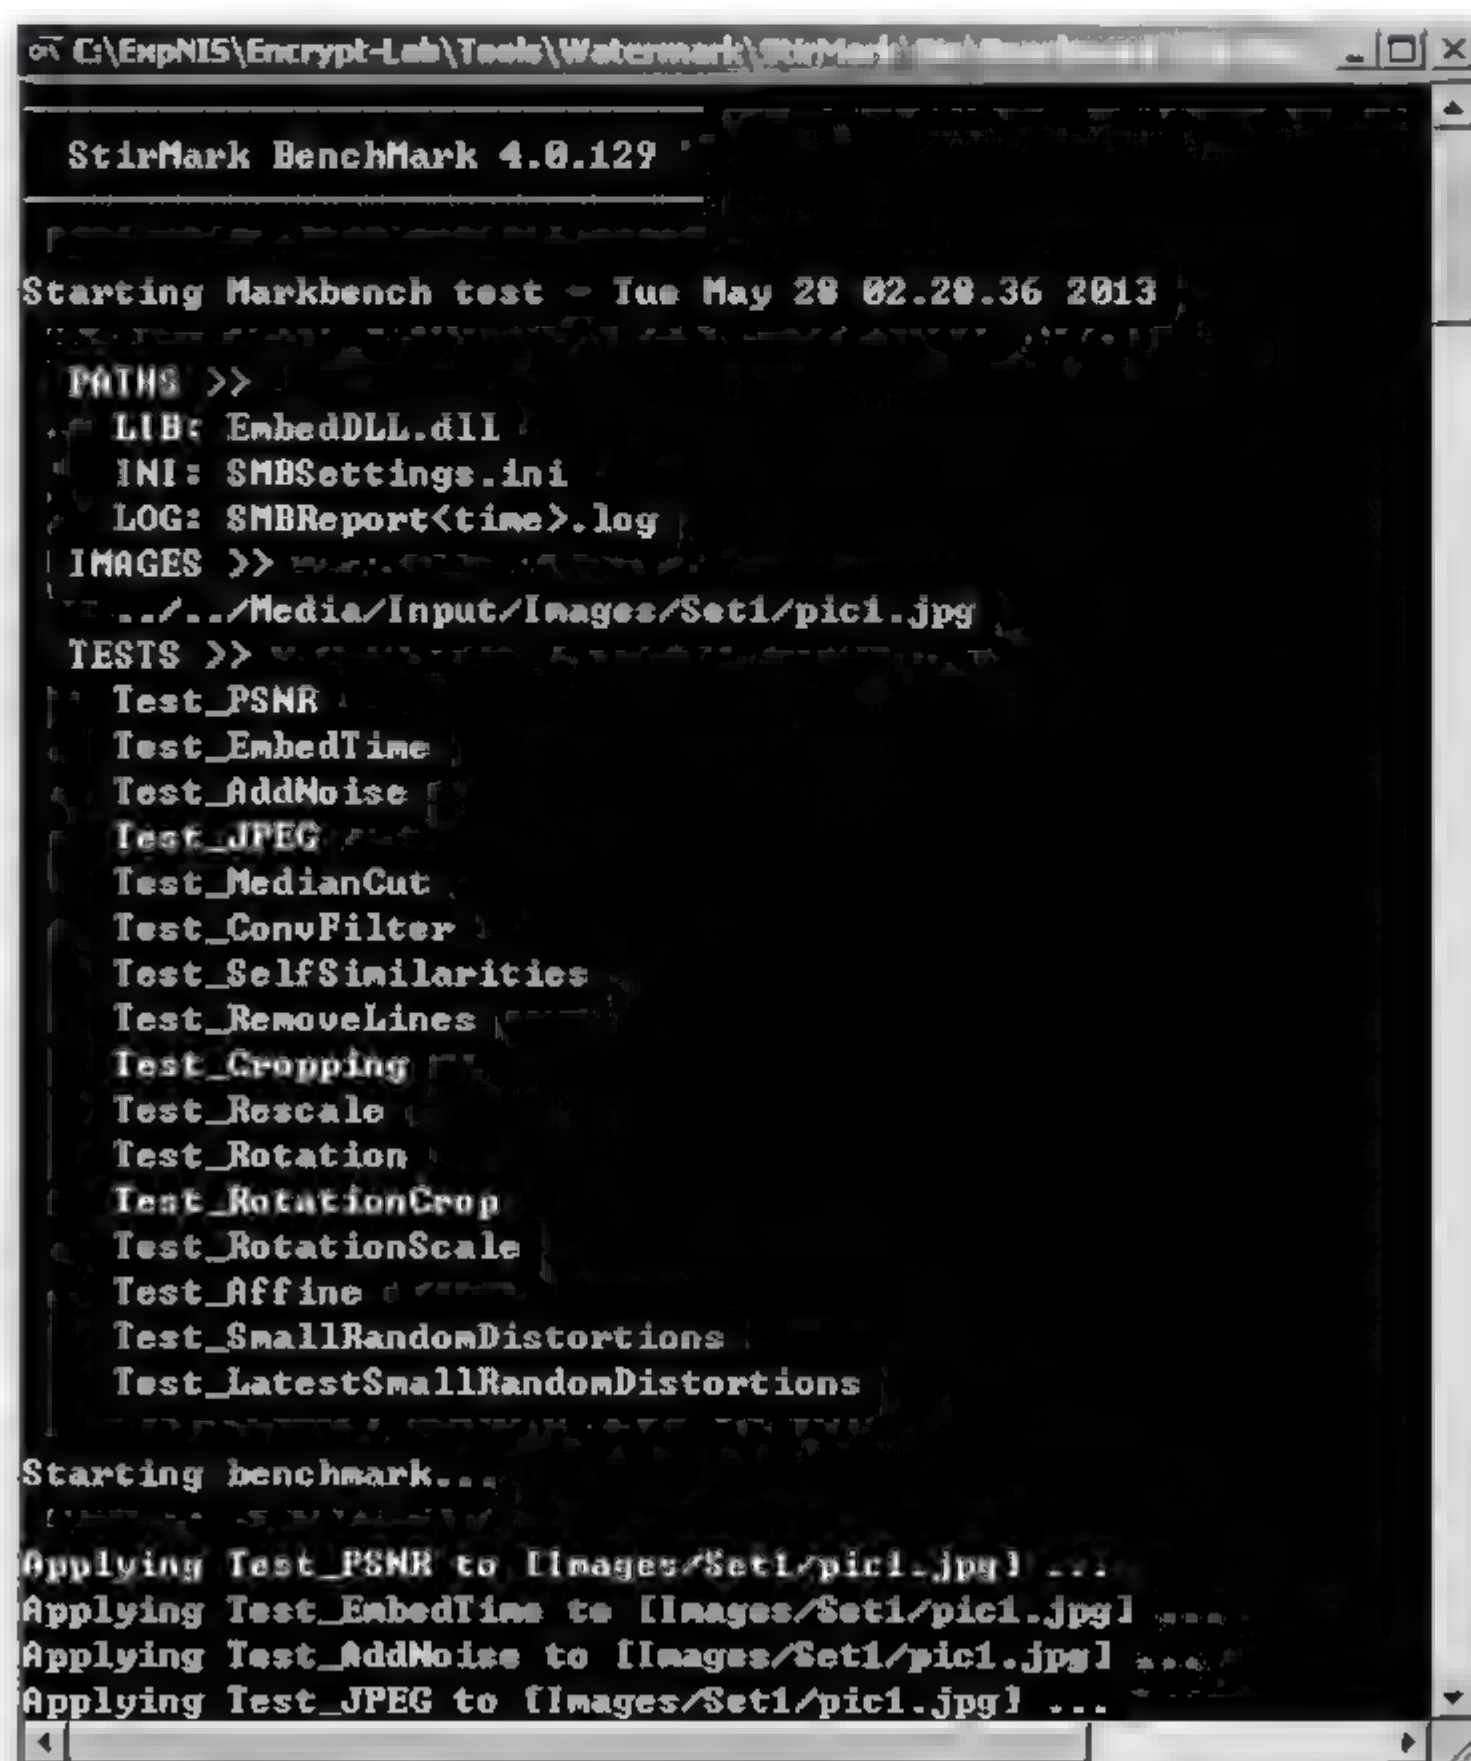 C:\ExpNIS\Encrypt-Lab\Tools\Watermark\StirMark\
StirMark BenchMark 4.0.129
Starting Markbench test - Tue May 28 02.28.36 2013
PATHS >>
LIB: EmbedDLL.dll
INI: SMBSettings.ini
LOG: SMBReport<time>.log
IMAGES >>
../../Media/Input/Images/Set1/pic1.jpg
TESTS >>
Test_PSNR
Test_EmbedTime
Test_AddNoise
Test_JPEG
Test_MedianCut
Test_ConvFilter
Test_SelfSimilarities
Test_RemoveLines
Test_Cropping
Test_Rescale
Test_Rotation
Test_RotationCrop
Test_RotationScale
Test_Affine
Test_SmallRandomDistortions
Test_LatestSmallRandomDistortions
Starting benchmark...
Applying Test_PSNR to [Images/Set1/pic1.jpg] ...
Applying Test_EmbedTime to [Images/Set1/pic1.jpg] ...
Applying Test_AddNoise to [Images/Set1/pic1.jpg] ...
Applying Test_JPEG to [Images/Set1/pic1.jpg] ...